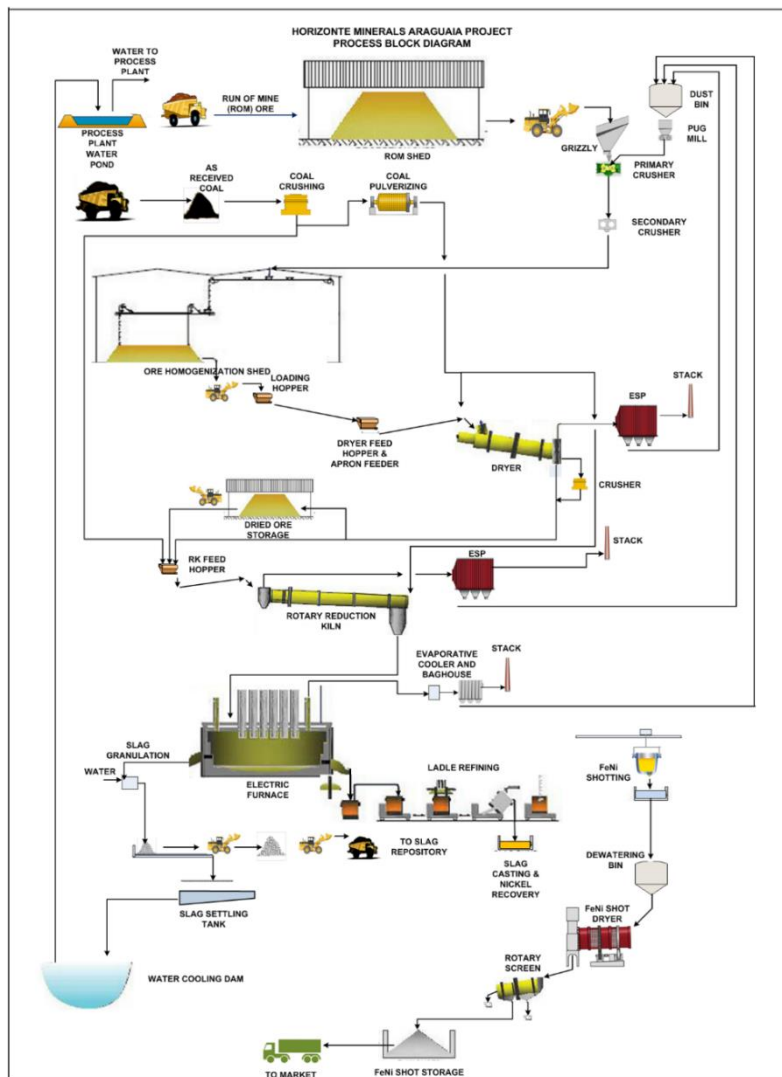 HORIZONTE MINERALS ARAGUAIA PROJECT
PROCESS BLOCK DIAGRAM
WATER TO
PROCESS
PLANT
RUN OF MINE
(ROM) ORE
DUST
BIN
PROCESS
PLANT
WATER
POND
ROM SHED
GRIZZLY
PUG
MILL
PRIMARY
CRUSHER
AS
RECEIVED
COAL
COAL
CRUSHING
COAL
PULVERIZING
SECONDARY
CRUSHER
ORE HOMOGENIZATION SHED
LOADING
HOPPER
DRYER FEED
HOPPER &
APRON FEEDER
DRYER
ESP
STACK
CRUSHER
DRIED ORE
STORAGE
RK FEED
HOPPER
ROTARY REDUCTION
KILN
ESP
STACK
EVAPORATIVE
COOLER AND
BAGHOUSE
STACK
SLAG
GRANULATION
WATER
ELECTRIC
FURNACE
LADLE REFINING
FeNi
SHOTTING
TO SLAG
REPOSITORY
SLAG
CASTING &
NICKEL
RECOVERY
DEWATERING
BIN
SLAG SETTLING
TANK
FeNi SHOT
DRYER
WATER COOLING DAM
ROTARY
SCREEN
TO MARKET
FeNi SHOT STORAGE